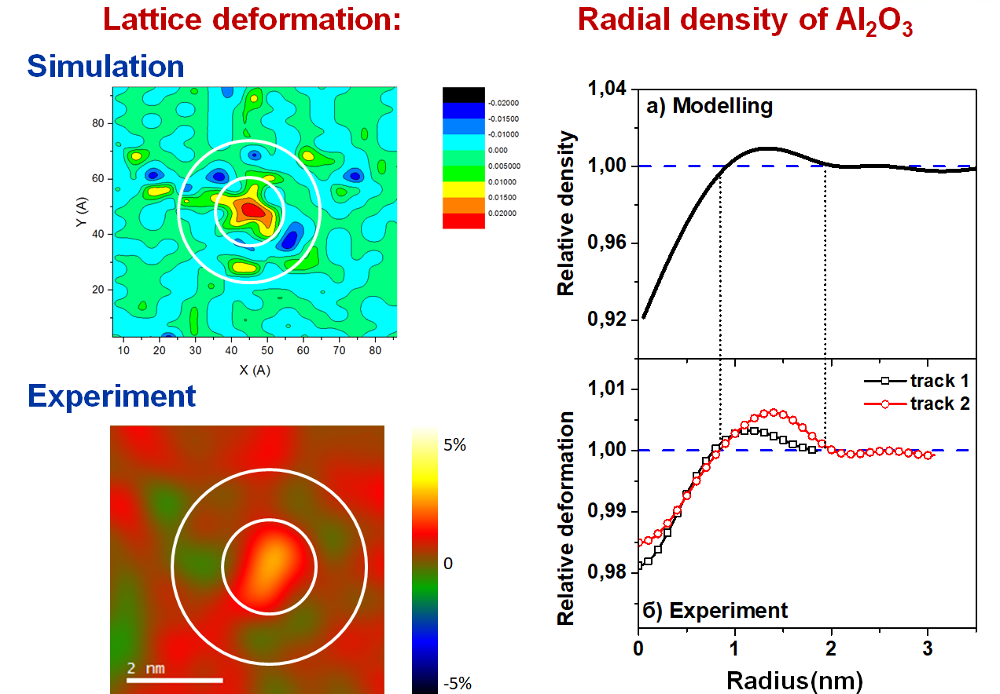 Lattice deformation:
Simulation
80
60
40
20
Y (A)
10 20 30 40 50 60 70 80
X (A)
-0.02000
-0.01500
-0.01000
0.000
0.005000
0.01000
0.01500
0.02000
Experiment
2 nm
5%
0
-5%
Radial density of Al₂O₃
1,04
1,00
0,96
0,92
Relative density
a) Modelling
1,01
1,00
0,99
0,98
Relative deformation
track 1
track 2
б) Experiment
0 1 2 3
Radius(nm)